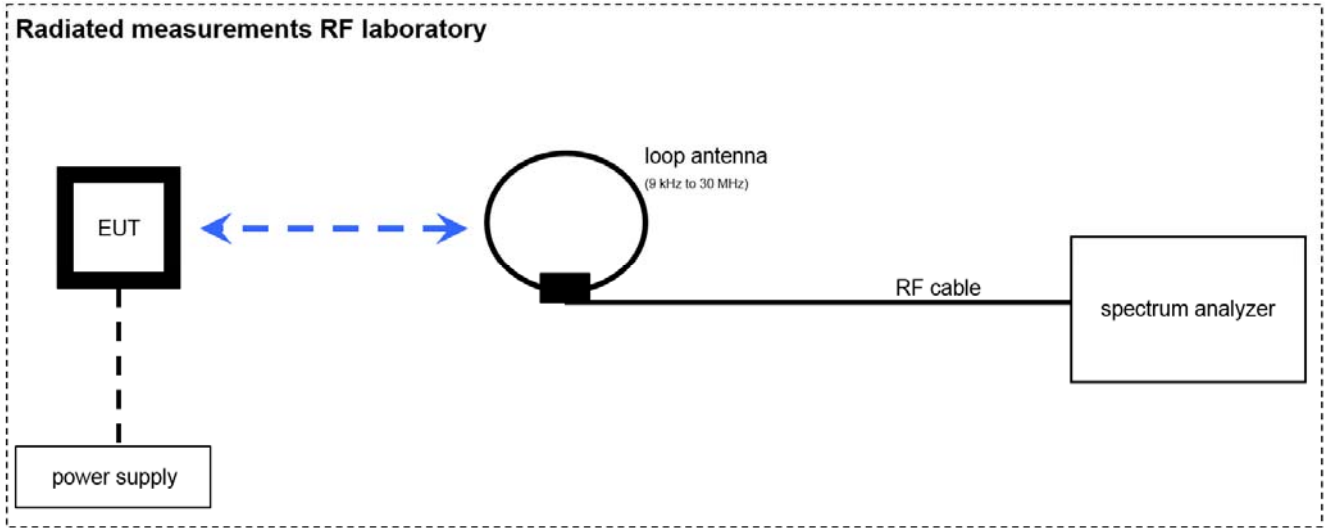 Radiated measurements RF laboratory
loop antenna
(9 kHz to 30 MHz)
EUT
RF cable
spectrum analyzer
power supply